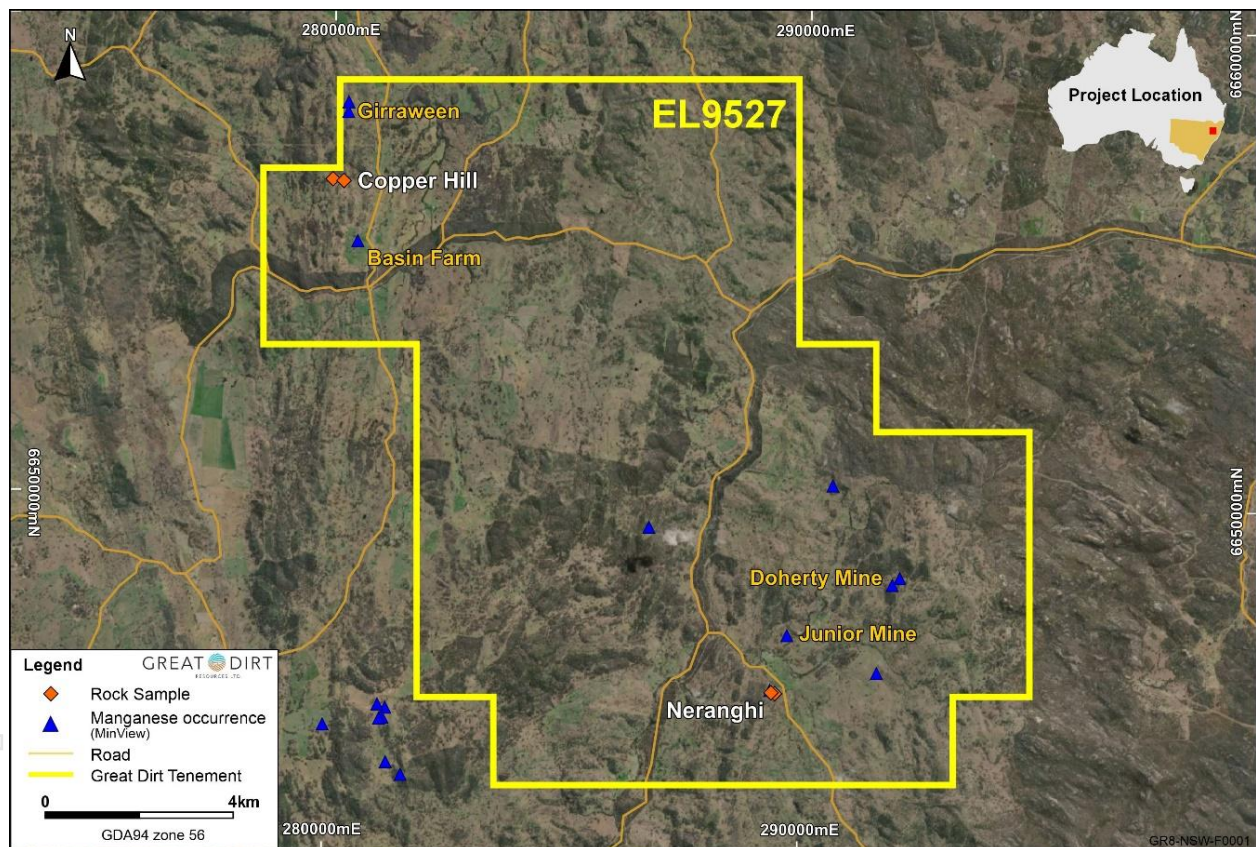 280000mE
290000mE
N
6660000mN
Girraween
EL9527
Project Location
Copper Hill
Basin Farm
6650000mN
6650000mN
Doherty Mine
Junior Mine
Neranghi
Legend
GREAT DIRT
RESOURCES LTD
Rock Sample
Manganese occurrence
(MinView)
Road
Great Dirt Tenement
0 4km
GDA94 zone 56
280000mE
290000mE
GR8-NSW-F0001